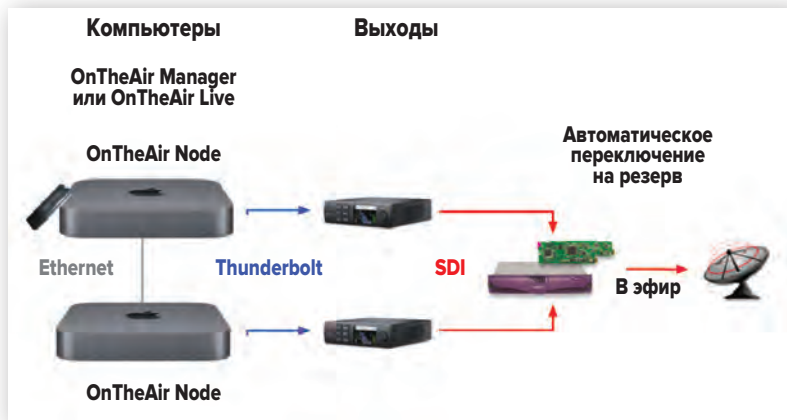 Компьютеры
Выходы
OnTheAir Manager
или OnTheAir Live
OnTheAir Node
Автоматическое
переключение
на резерв
Ethernet
Thunderbolt
SDI
В эфир
OnTheAir Node